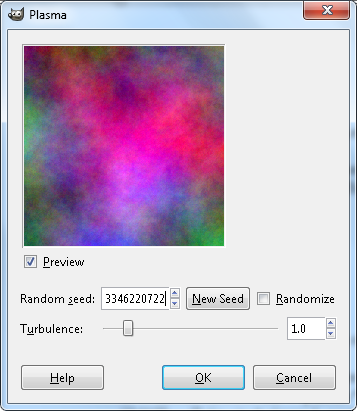 Plasma
Preview
Random seed: 3346220722 New Seed Randomize
Turbulence: 1.0
Help OK Cancel